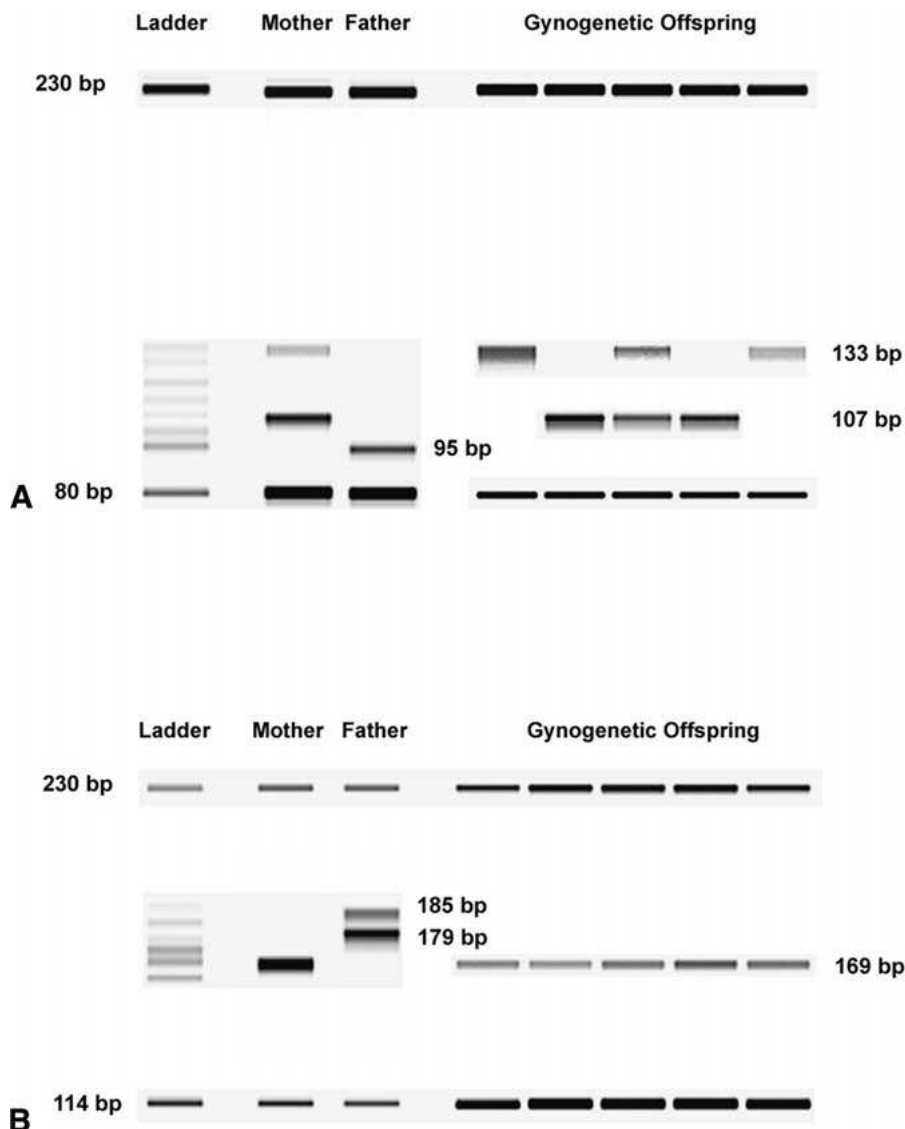 Ladder Mother Father Gynogenetic Offspring
230 bp
133 bp
107 bp
95 bp
A 80 bp
Ladder Mother Father Gynogenetic Offspring
230 bp
185 bp
179 bp
169 bp
B 114 bp